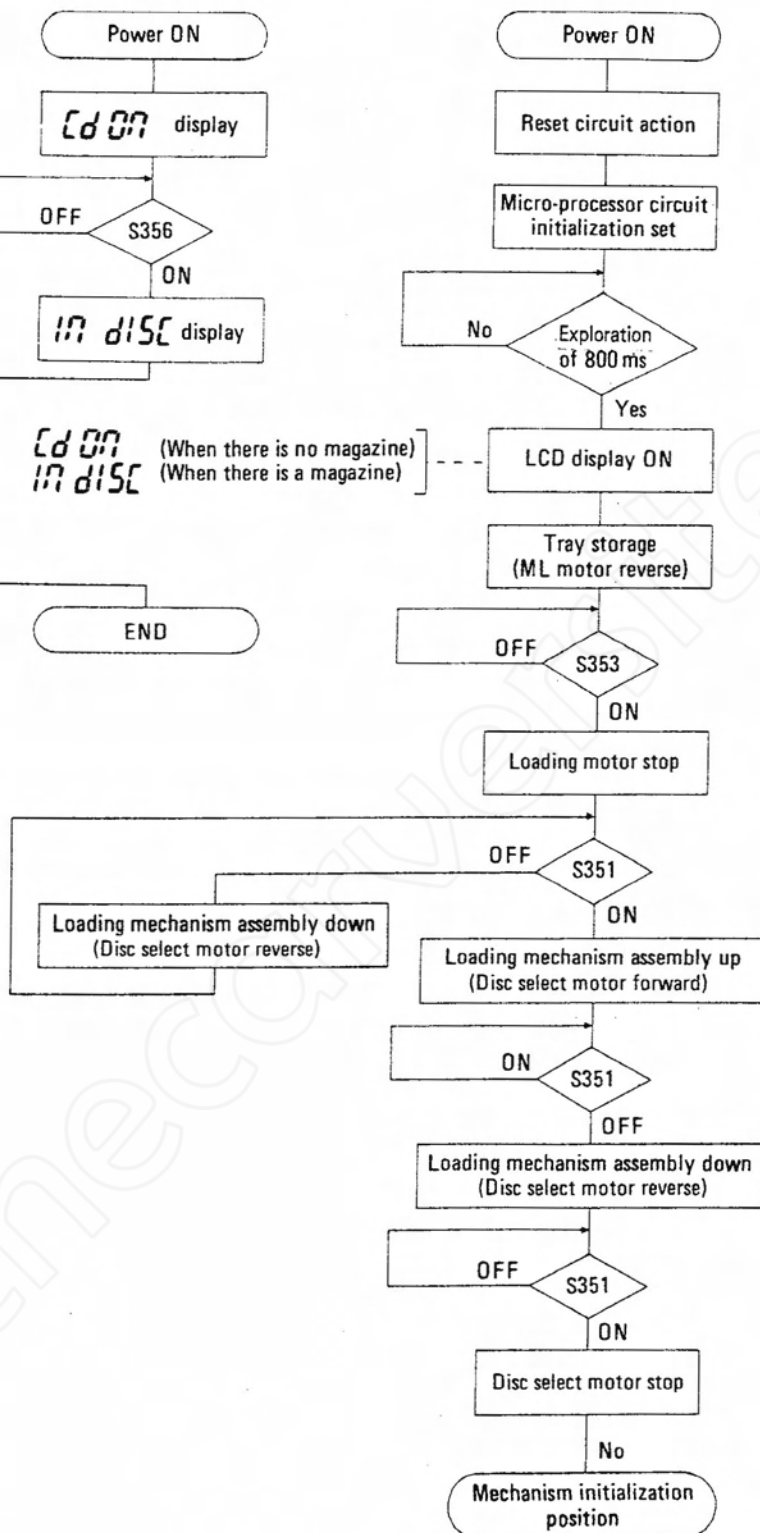 Power ON
Cd ON display
OFF
S356
ON
IN dISC display
Cd ON (When there is no magazine)
IN dISC (When there is a magazine)
END
Power ON
Reset circuit action
Micro-processor circuit
initialization set
No
Exploration
of 800 ms
Yes
LCD display ON
Tray storage
(ML motor reverse)
OFF
S353
ON
Loading motor stop
OFF
S351
ON
Loading mechanism assembly down
(Disc select motor reverse)
Loading mechanism assembly up
(Disc select motor forward)
ON
S351
OFF
Loading mechanism assembly down
(Disc select motor reverse)
OFF
S351
ON
Disc select motor stop
No
Mechanism initialization
position